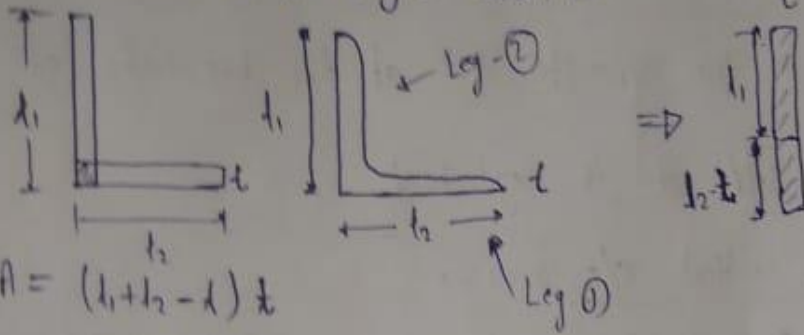 l₁
l₂
t
l₁
l₂
t
Leg-②
Leg ①
⇒
l₁
l₂-t
A = (l₁+l₂-t) t